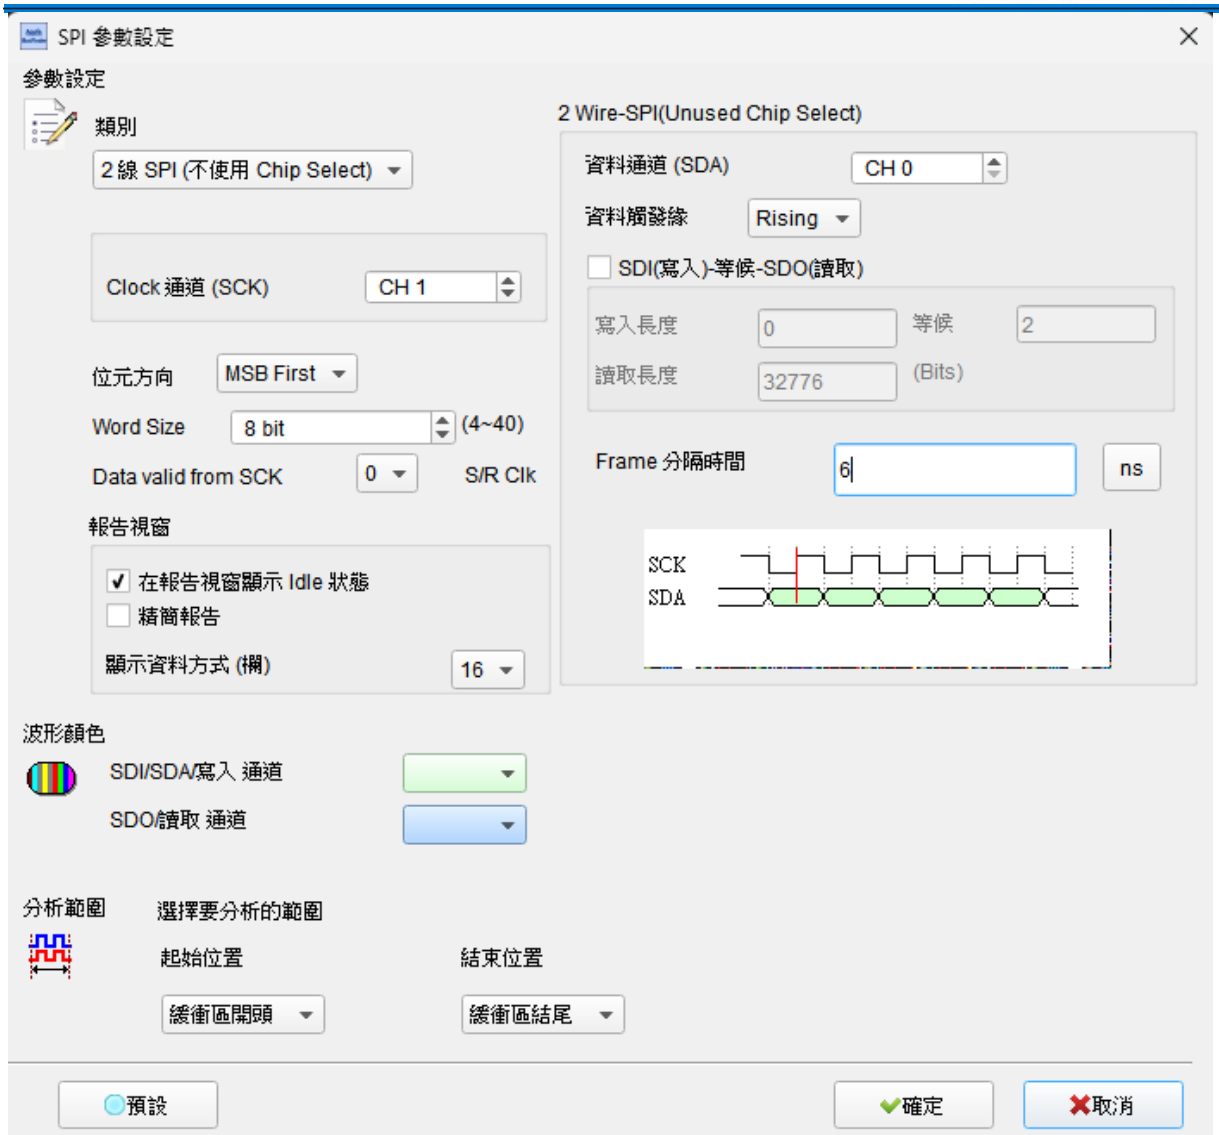 SPI 參數設定
參數設定
類別
2 線 SPI (不使用 Chip Select)
Clock 通道 (SCK)
CH 1
位元方向
MSB First
Word Size
8 bit
(4~40)
Data valid from SCK
0
S/R Clk
報告視窗
在報告視窗顯示 Idle 狀態
精簡報告
顯示資料方式 (欄)
16
2 Wire-SPI(Unused Chip Select)
資料通道 (SDA)
CH 0
資料觸發緣
Rising
SDI(寫入)-等候-SDO(讀取)
寫入長度
0
等候
2
讀取長度
32776
(Bits)
Frame 分隔時間
6
ns
SCK
SDA
波形顏色
SDI/SDA/寫入 通道
SDO/讀取 通道
分析範圍
選擇要分析的範圍
起始位置
結束位置
緩衝區開頭
緩衝區結尾
預設
確定
取消